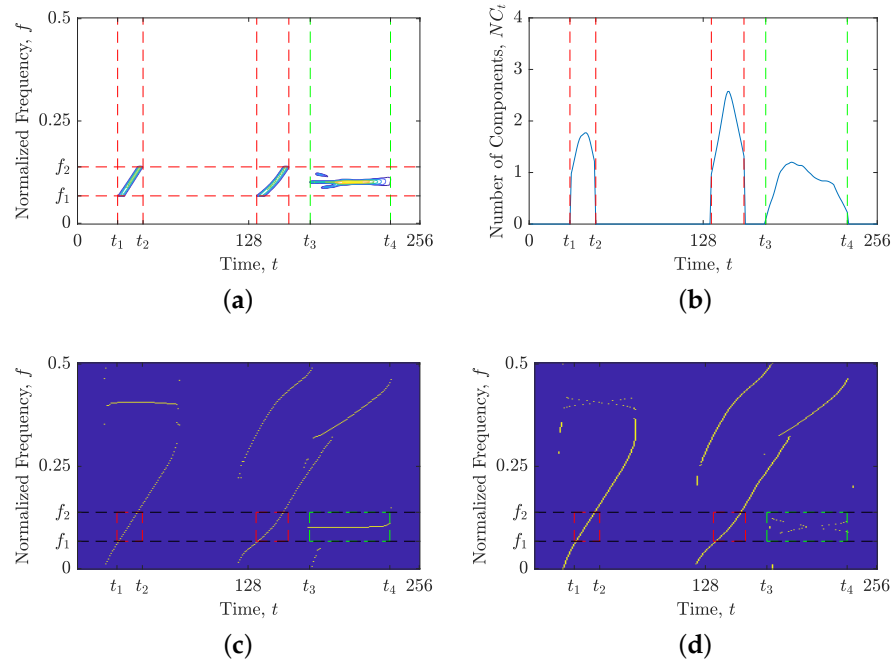 0.5
0.25
f₂
f₁
0
0 t₁ t₂ 128 t₃ t₄ 256
Normalized Frequency, f
Time, t
(a)
4
3
2
1
0
0 t₁ t₂ 128 t₃ t₄ 256
Number of Components, NCₜ
Time, t
(b)
0.5
0.25
f₂
f₁
0
t₁ t₂ 128 t₃ t₄ 256
Normalized Frequency, f
Time, t
(c)
0.5
0.25
f₂
f₁
0
t₁ t₂ 128 t₃ t₄ 256
Normalized Frequency, f
Time, t
(d)